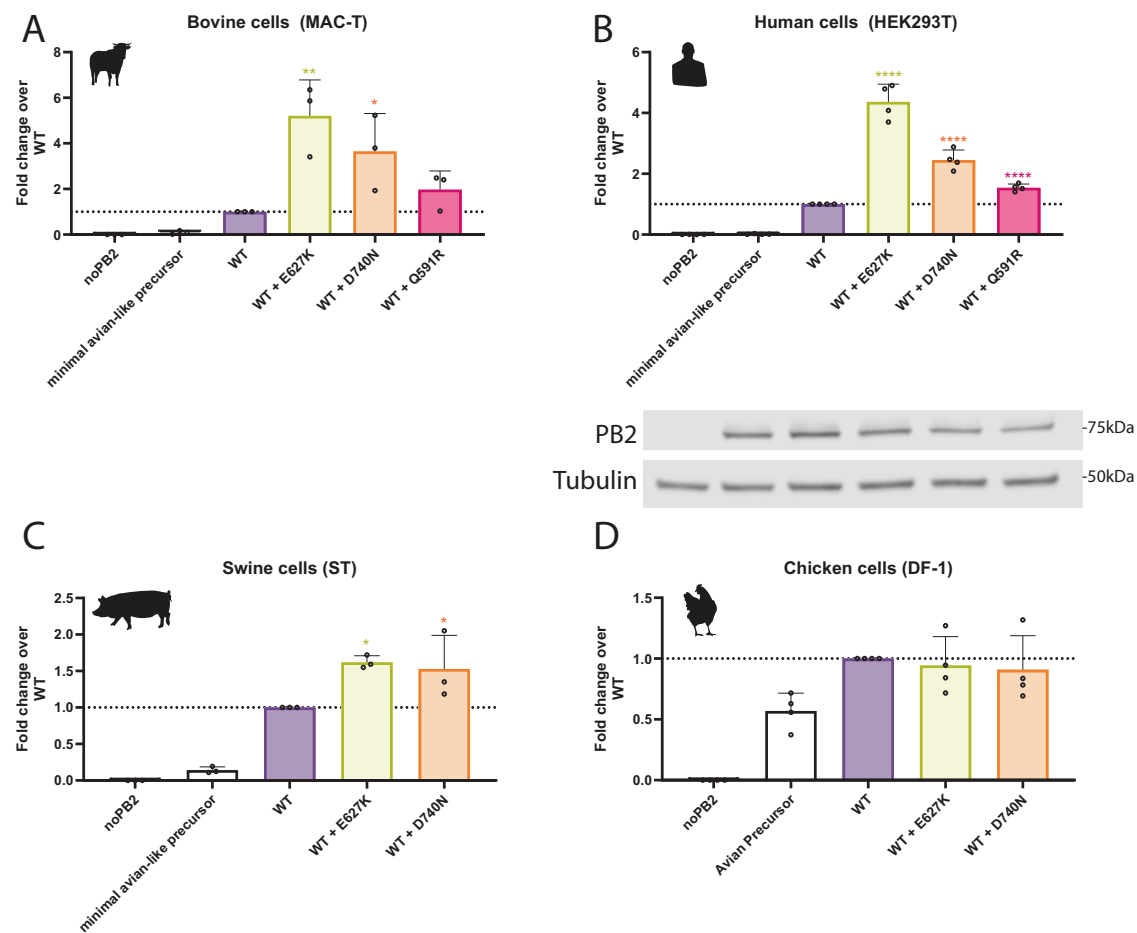 A
Bovine cells (MAC-T)
Fold change over
WT
8
6
4
2
0
noPB2
minimal avian-like precursor
WT
WT + E627K
WT + D740N
WT + Q591R
**
*
B
Human cells (HEK293T)
Fold change over
WT
6
4
2
0
noPB2
minimal avian-like precursor
WT
WT + E627K
WT + D740N
WT + Q591R
****
****
****
PB2
-75kDa
Tubulin
-50kDa
C
Swine cells (ST)
Fold change over
WT
2.5
2.0
1.5
1.0
0.5
0.0
noPB2
minimal avian-like precursor
WT
WT + E627K
WT + D740N
*
*
D
Chicken cells (DF-1)
Fold change over
WT
1.5
1.0
0.5
0.0
noPB2
Avian Precursor
WT
WT + E627K
WT + D740N